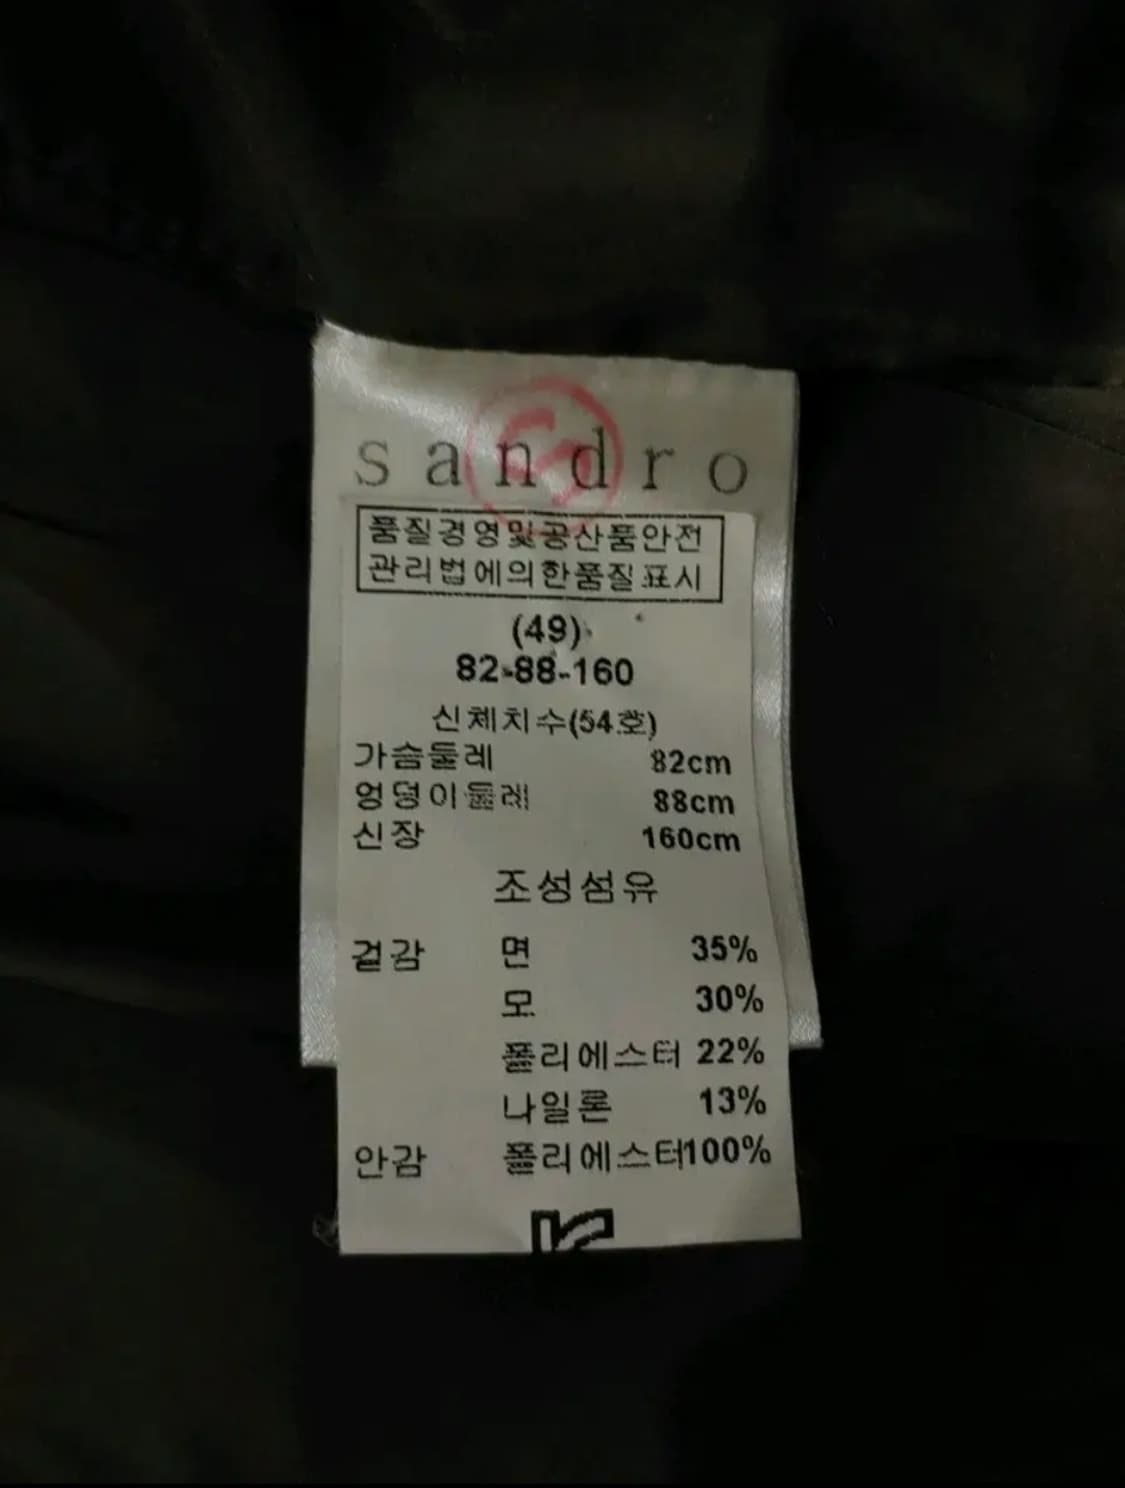 sandro
품질경영및공산품안전
관리법에의한품질표시
(49)
82-88-160
신체치수(54호)
가슴둘레 82cm
엉덩이둘레 88cm
신장 160cm
조성섬유
겉감 면 35%
모 30%
폴리에스터 22%
나일론 13%
안감 폴리에스터100%